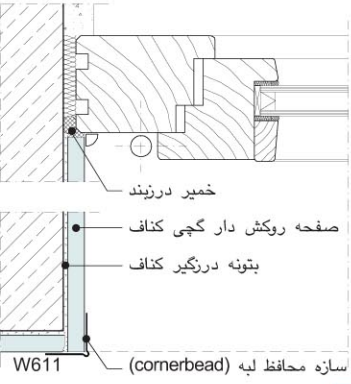 خمیر درزبند
صفحه روکش دار گچی کناف
بتونه درزگیر کناف
W611
سازه محافظ لبه (cornerbead)